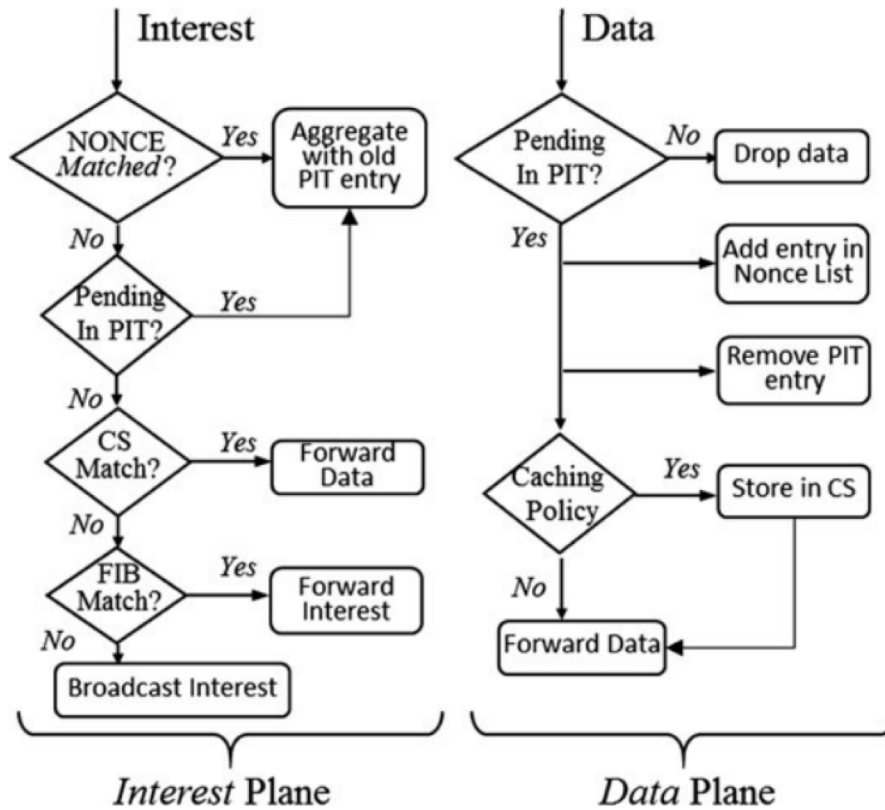 Interest
NONCE
Matched?
Yes
Aggregate
with old
PIT entry
No
Pending
In PIT?
Yes
No
CS
Match?
Yes
Forward
Data
No
FIB
Match?
Yes
Forward
Interest
No
Broadcast Interest
Interest Plane
Data
Pending
In PIT?
No
Drop data
Yes
Add entry in
Nonce List
Remove PIT
entry
Caching
Policy
Yes
Store in CS
No
Forward Data
Data Plane